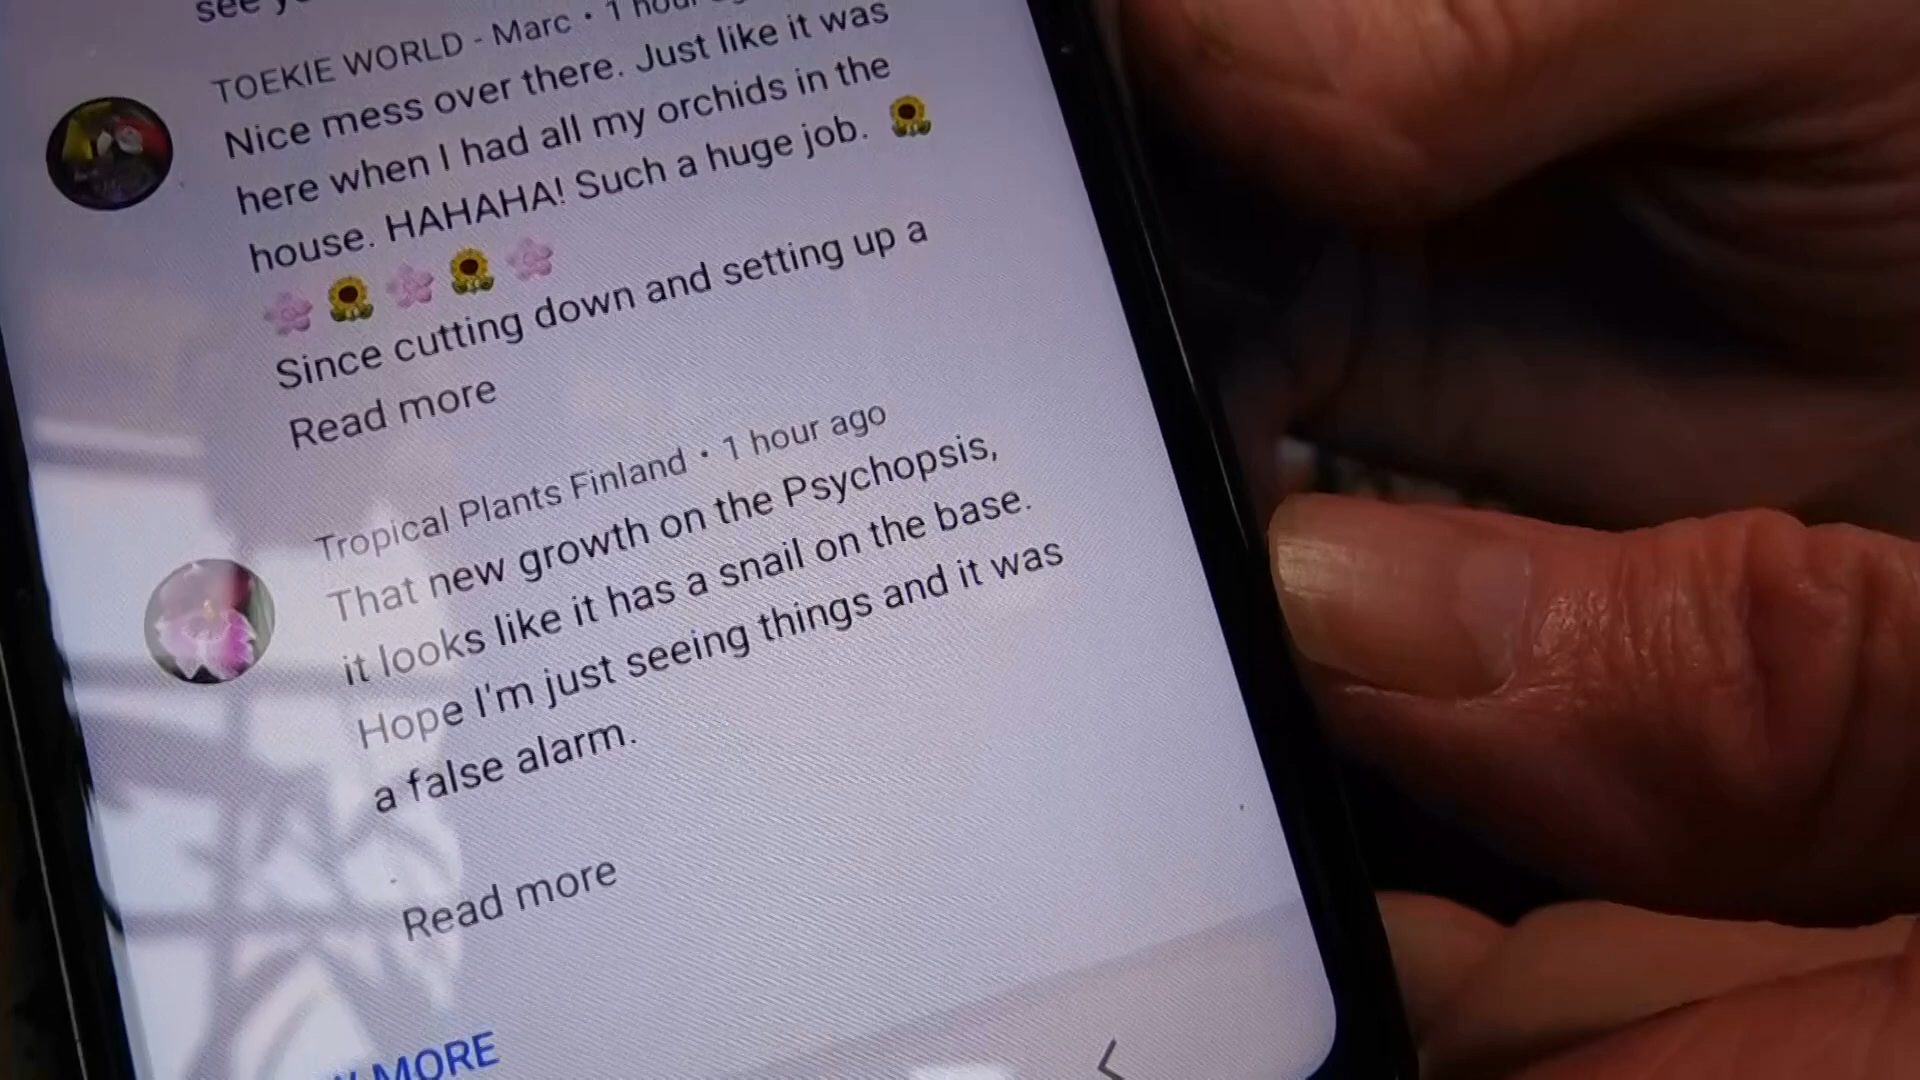 see
TOEKIE WORLD - Marc • 1 hour
Nice mess over there. Just like it was
here when I had all my orchids in the
house. HAHAHA! Such a huge job. 🌻
🌸🌻🌸🌻🌸
Since cutting down and setting up a
Read more
Tropical Plants Finland • 1 hour ago
That new growth on the Psychopsis,
it looks like it has a snail on the base.
Hope I'm just seeing things and it was
a false alarm.
Read more
MORE